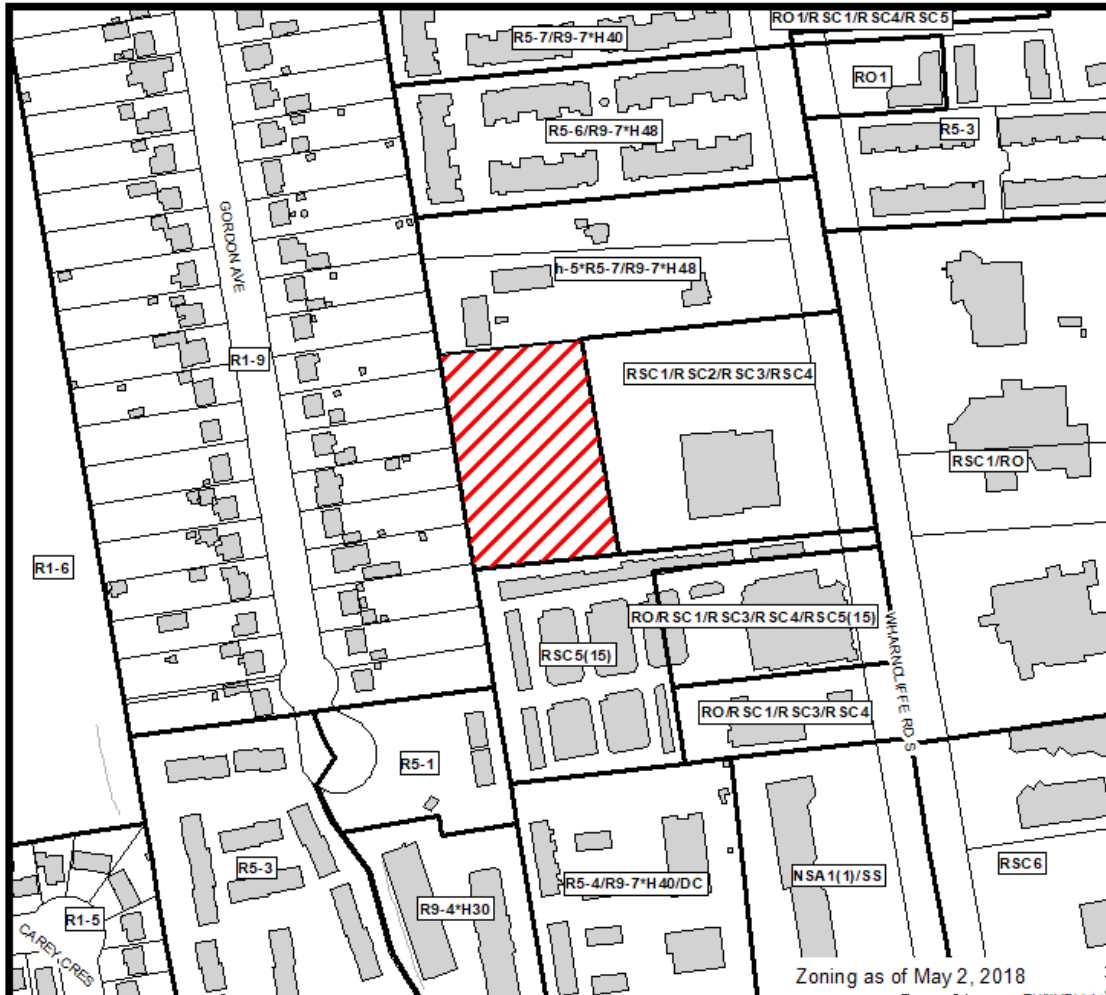 RO1/RSC1/RSC4/RSC5
R5-7/R9-7*H40
RO1
R5-6/R9-7*H48
R5-3
GORDON AVE
h-5*R5-7/R9-7*H48
R1-9
RSC1/RSC2/RSC3/RSC4
RSC1/RO
R1-6
RO/RSC1/RSC3/RSC4/RSC5(15)
RSC5(15)
WHARNCLIFFE RD. S
RO/RSC1/RSC3/RSC4
R5-1
R5-3
R5-4/R9-7*H40/DC
NSA1(1)/SS
RSC6
R9-4*H30
R1-5
CAREY CRES
Zoning as of May 2, 2018